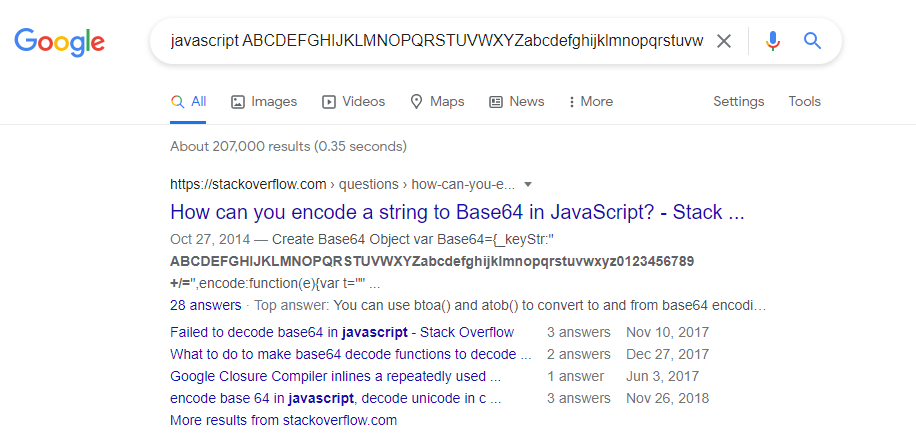 Google
javascript ABCDEFGHIJKLMNOPQRSTUVWXYZabcdefghijklmnopqrstuvw
All Images Videos Maps News More Settings Tools
About 207,000 results (0.35 seconds)
https://stackoverflow.com › questions › how-can-you-e...
How can you encode a string to Base64 in JavaScript? - Stack ...
Oct 27, 2014 — Create Base64 Object var Base64={_keyStr:"
ABCDEFGHIJKLMNOPQRSTUVWXYZabcdefghijklmnopqrstuvwxyz0123456789
+/=",encode:function(e){var t="" ...
28 answers · Top answer: You can use btoa() and atob() to convert to and from base64 encodi…
Failed to decode base64 in javascript - Stack Overflow 3 answers Nov 10, 2017
What to do to make base64 decode functions to decode ... 2 answers Dec 27, 2017
Google Closure Compiler inlines a repeatedly used ... 1 answer Jun 3, 2017
encode base 64 in javascript, decode unicode in c ... 3 answers Nov 26, 2018
More results from stackoverflow.com